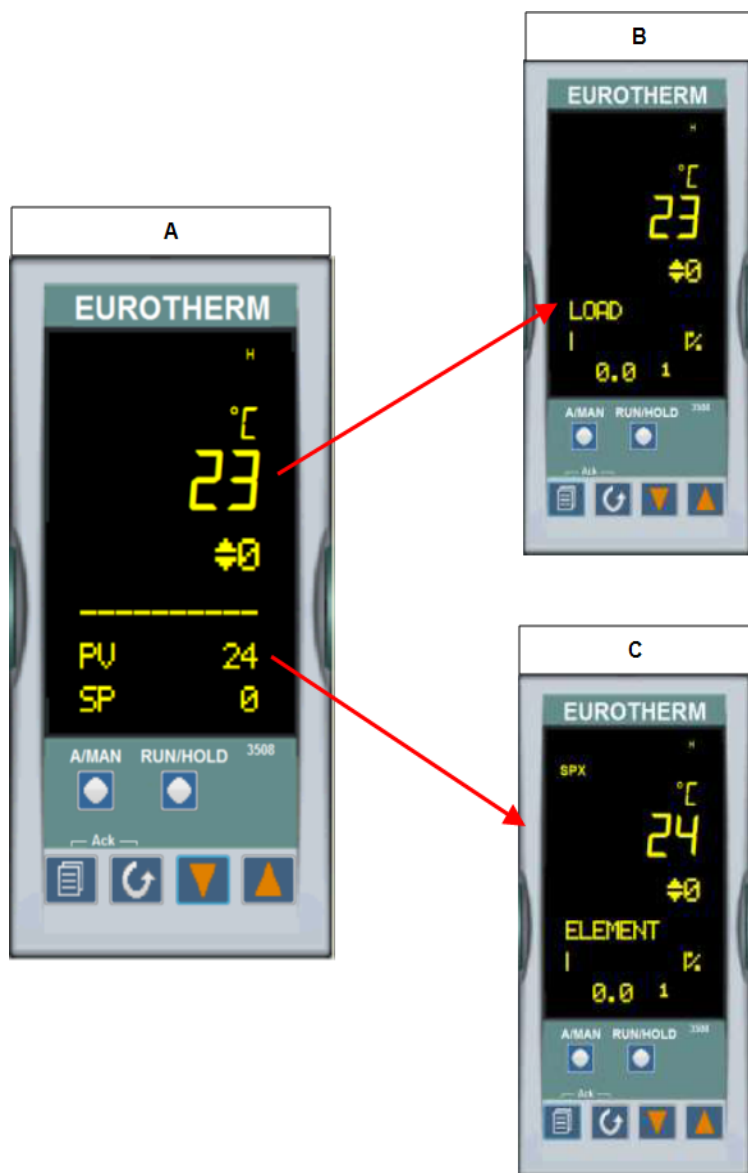 A
EUROTHERM
H
°C
23
0
----------
PV 24
SP 0
A/MAN RUN/HOLD 3508
Ack
B
EUROTHERM
H
°C
23
0
LOAD
%
0.0 1
A/MAN RUN/HOLD 3508
Ack
C
EUROTHERM
H
SPX
°C
24
0
ELEMENT
%
0.0 1
A/MAN RUN/HOLD 3508
Ack